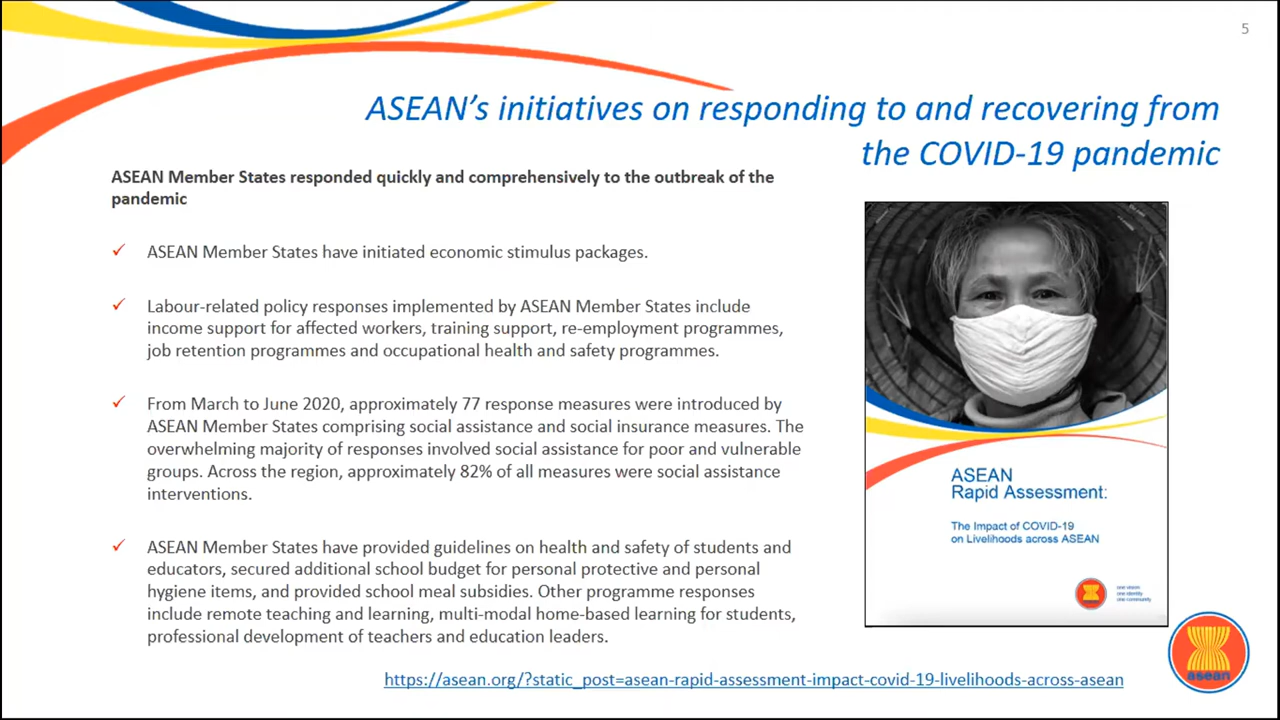 5
ASEAN's initiatives on responding to and recovering from
the COVID-19 pandemic
ASEAN Member States responded quickly and comprehensively to the outbreak of the
pandemic
✓ ASEAN Member States have initiated economic stimulus packages.
✓ Labour-related policy responses implemented by ASEAN Member States include
income support for affected workers, training support, re-employment programmes,
job retention programmes and occupational health and safety programmes.
✓ From March to June 2020, approximately 77 response measures were introduced by
ASEAN Member States comprising social assistance and social insurance measures. The
overwhelming majority of responses involved social assistance for poor and vulnerable
groups. Across the region, approximately 82% of all measures were social assistance
interventions.
✓ ASEAN Member States have provided guidelines on health and safety of students and
educators, secured additional school budget for personal protective and personal
hygiene items, and provided school meal subsidies. Other programme responses
include remote teaching and learning, multi-modal home-based learning for students,
professional development of teachers and education leaders.
https://asean.org/?static_post=asean-rapid-assessment-impact-covid-19-livelihoods-across-asean
ASEAN
Rapid Assessment:
The Impact of COVID-19
on Livelihoods across ASEAN
one vision
one identity
one community
asean